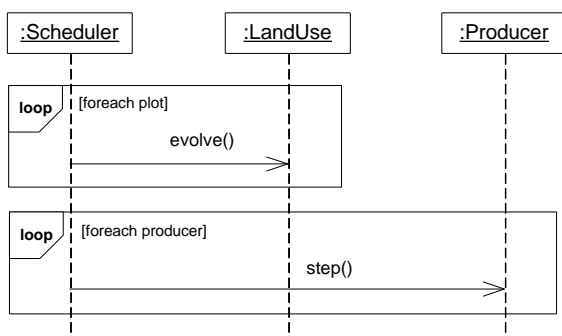 :Scheduler :LandUse :Producer
loop [foreach plot]
evolve()
loop [foreach producer]
step()